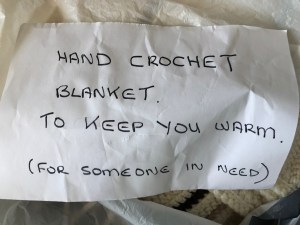 HAND CROCHET
BLANKET.
TO KEEP YOU WARM.
(FOR SOMEONE IN NEED)